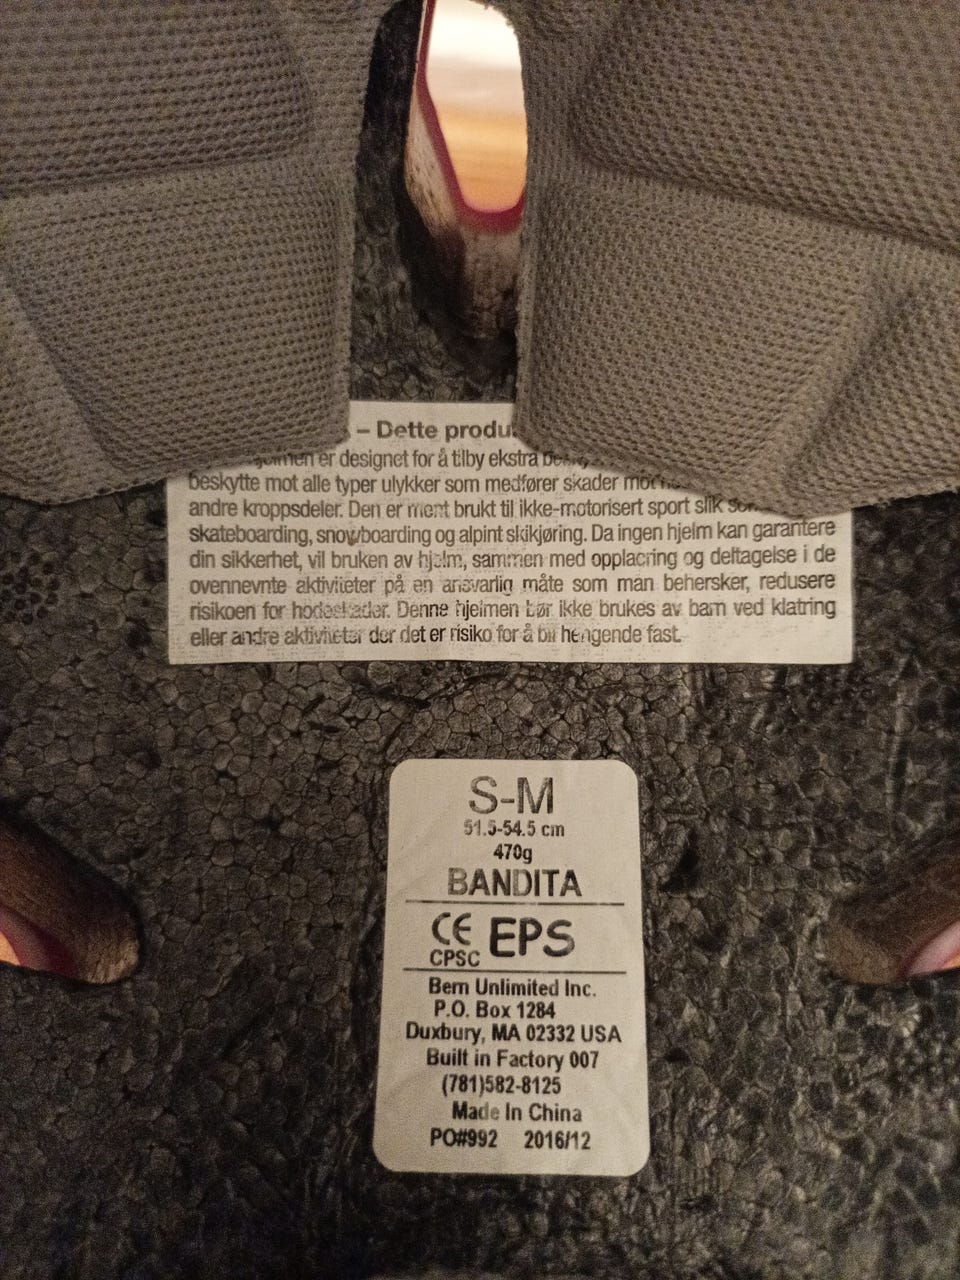 – Dette produ
er designet for å tilby ekstra
beskytte mot alle typer ulykker som medfører skader mot
andre kroppsdeler. Den er ment brukt til ikke-motorisert sport slik som
skateboarding, snowboarding og alpint skikjøring. Da ingen hjelm kan garantere
din sikkerhet, vil bruken av hjelm, sammen med opplæring og deltagelse i de
ovennevnte aktiviteter på en ansvarlig måte som man behersker, redusere
risikoen for hodeskader. Denne hjelmen bør ikke brukes av barn ved klatring
eller andre aktiviteter der det er risiko for å bli hengende fast.
S-M
51.5-54.5 cm
470g
BANDITA
CE EPS
CPSC
Bern Unlimited Inc.
P.O. Box 1284
Duxbury, MA 02332 USA
Built in Factory 007
(781)582-8125
Made In China
PO#992 2016/12